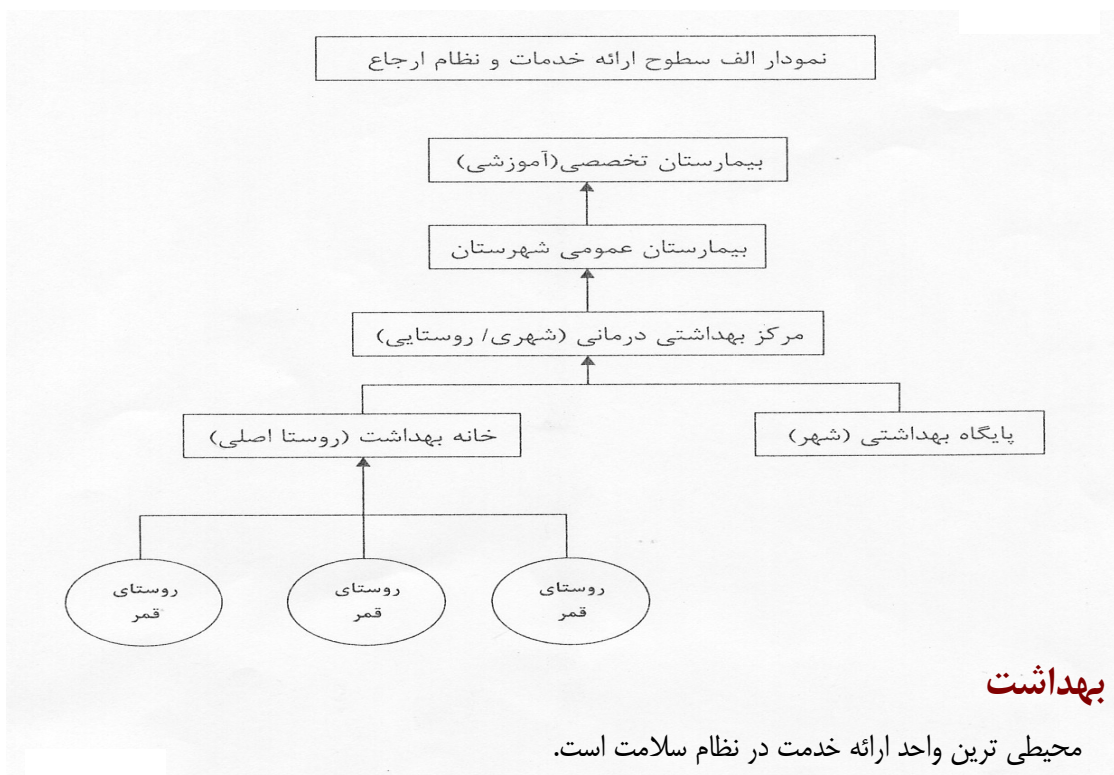 نمودار الف سطوح ارائه خدمات و نظام ارجاع
بیمارستان تخصصی(آموزشی)
بیمارستان عمومی شهرستان
مرکز بهداشتی درمانی (شهری/ روستایی)
پایگاه بهداشتی (شهر)
خانه بهداشت (روستا اصلی)
روستای
قمر
روستای
قمر
روستای
قمر
بهداشت
محیطی ترین واحد ارائه خدمت در نظام سلامت است.